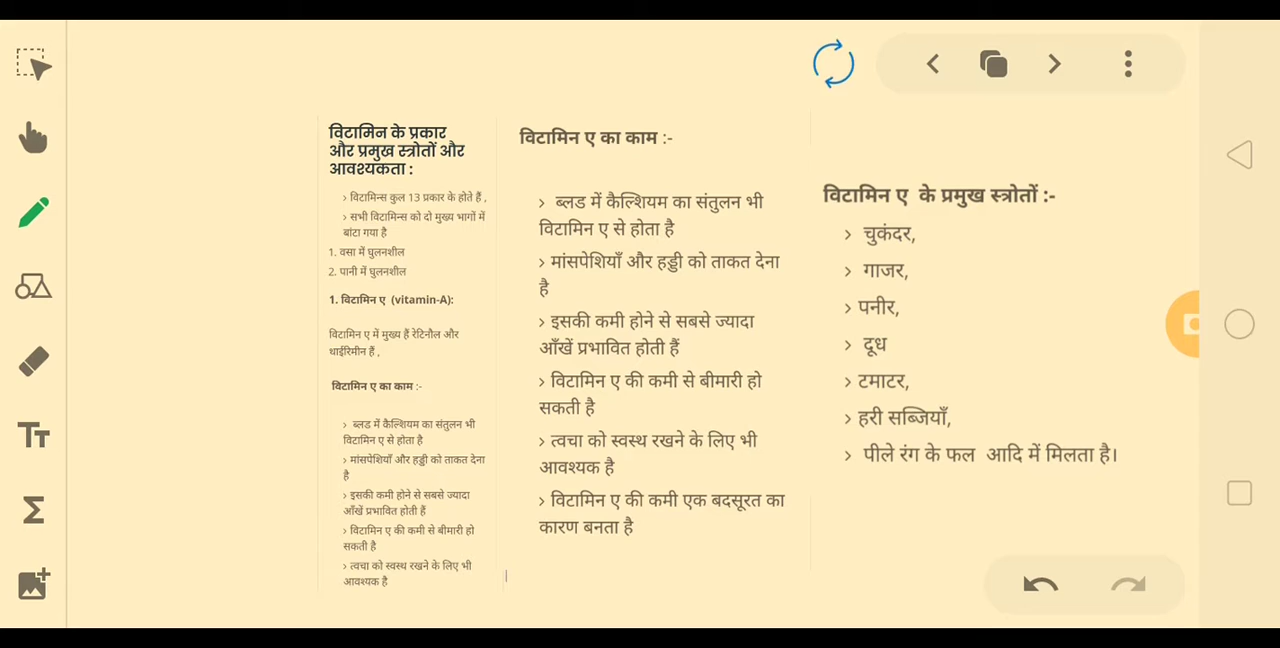 विटामिन के प्रकार
और प्रमुख स्त्रोतों और
आवश्यकता :
› विटामिन्स कुल 13 प्रकार के होते हैं ,
› सभी विटामिन्स को दो मुख्य भागों में
बांटा गया है
1. वसा में घुलनशील
2. पानी में घुलनशील
1. विटामिन ए (vitamin-A):
विटामिन ए में मुख्य हैं रेटिनौल और
थाईरिमीन हैं ,
विटामिन ए का काम :-
› ब्लड में कैल्शियम का संतुलन भी
विटामिन ए से होता है
› मांसपेशियाँ और हड्डी को ताकत देना
है
› इसकी कमी होने से सबसे ज्यादा
आँखें प्रभावित होती हैं
› विटामिन ए की कमी से बीमारी हो
सकती है
› त्वचा को स्वस्थ रखने के लिए भी
आवश्यक है
विटामिन ए का काम :-
› ब्लड में कैल्शियम का संतुलन भी
विटामिन ए से होता है
› मांसपेशियाँ और हड्डी को ताकत देना
है
› इसकी कमी होने से सबसे ज्यादा
आँखें प्रभावित होती हैं
› विटामिन ए की कमी से बीमारी हो
सकती है
› त्वचा को स्वस्थ रखने के लिए भी
आवश्यक है
› विटामिन ए की कमी एक बदसूरत का
कारण बनता है
विटामिन ए के प्रमुख स्त्रोतों :-
› चुकंदर,
› गाजर,
› पनीर,
› दूध
› टमाटर,
› हरी सब्जियाँ,
› पीले रंग के फल आदि में मिलता है।